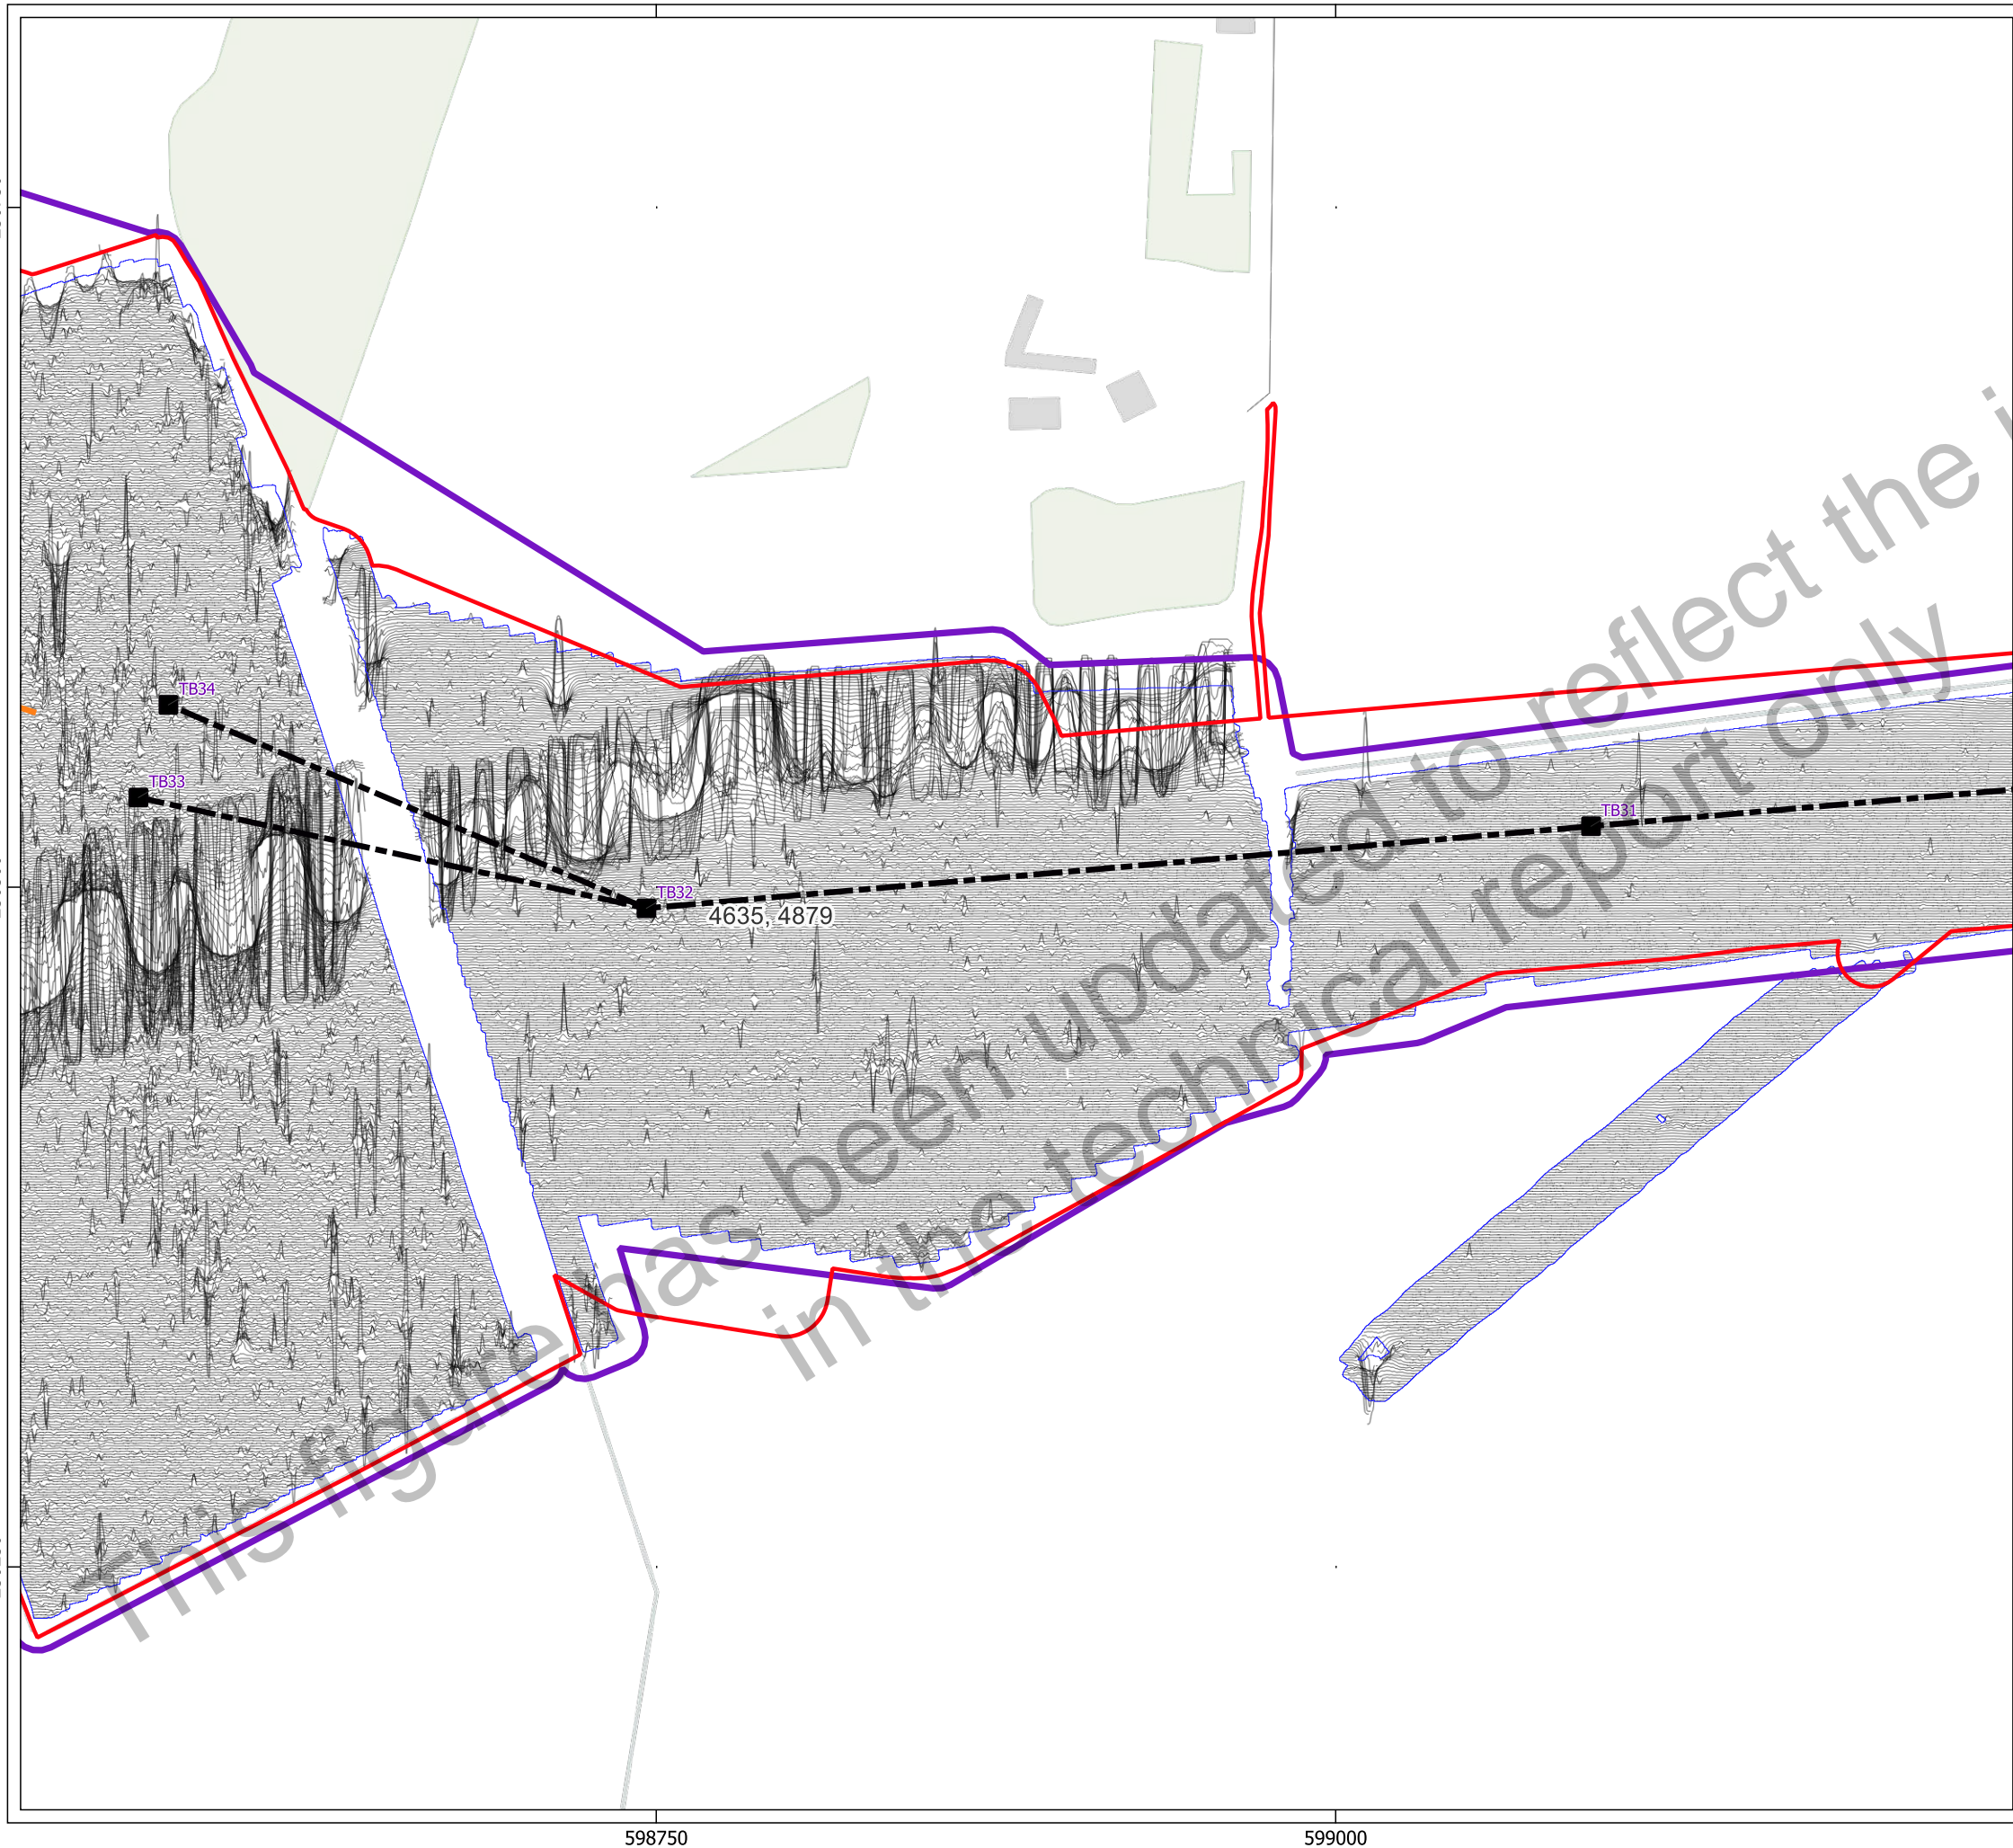 TB34
TB33
TB32
4635, 4879
TB31
This figure has been updated to reflect the
in the technical report only
598750
599000